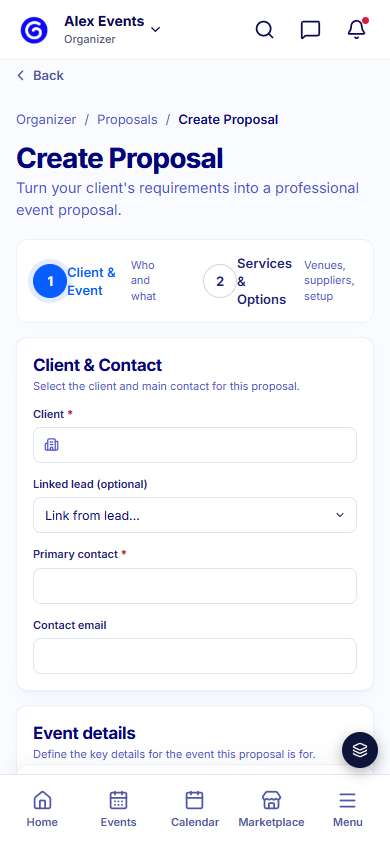 Alex Events
Organizer
Back
Organizer / Proposals / Create Proposal
Create Proposal
Turn your client's requirements into a professional
event proposal.
1
Client &
Event
Who
and
what
2
Services
&
Options
Venues,
suppliers,
setup
Client & Contact
Select the client and main contact for this proposal.
Client *
Linked lead (optional)
Link from lead...
Primary contact *
Contact email
Event details
Define the key details for the event this proposal is for.
Home
Events
Calendar
Marketplace
Menu